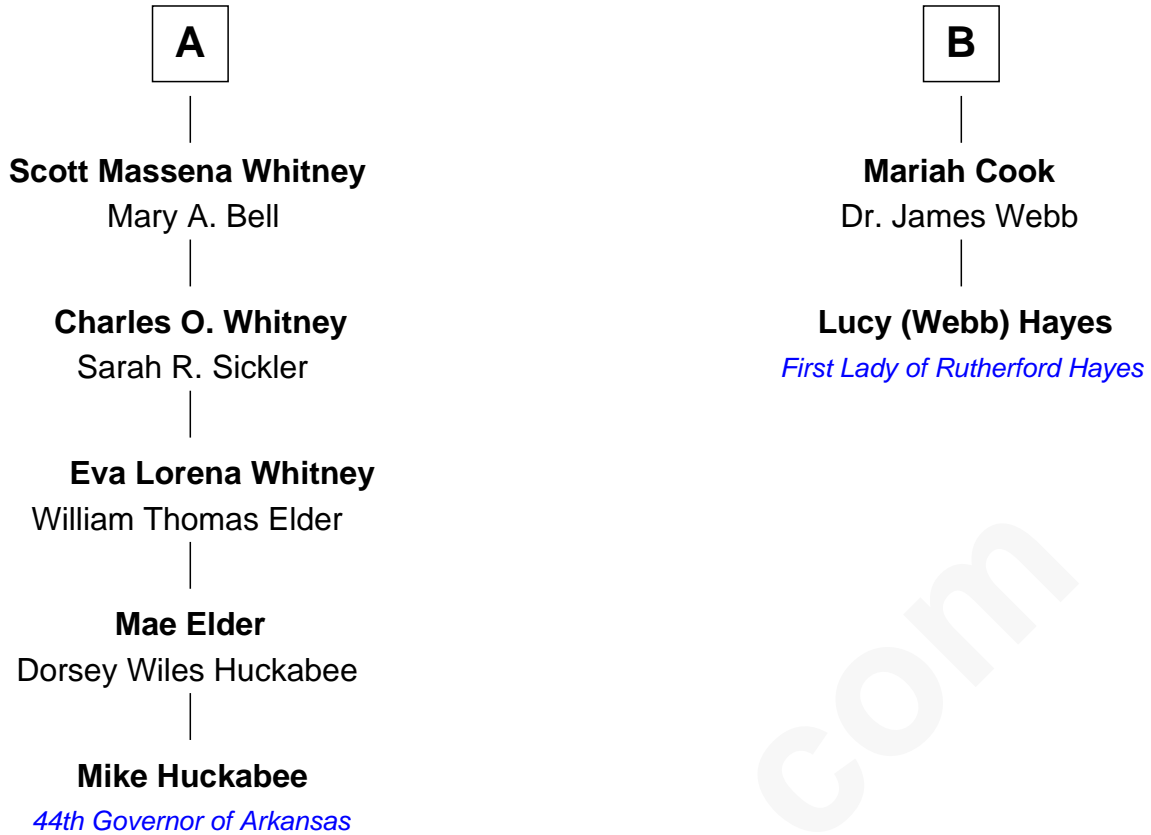 A
Scott Massena Whitney
Mary A. Bell
Charles O. Whitney
Sarah R. Sickler
Eva Lorena Whitney
William Thomas Elder
Mae Elder
Dorsey Wiles Huckabee
Mike Huckabee
44th Governor of Arkansas
B
Mariah Cook
Dr. James Webb
Lucy (Webb) Hayes
First Lady of Rutherford Hayes
com